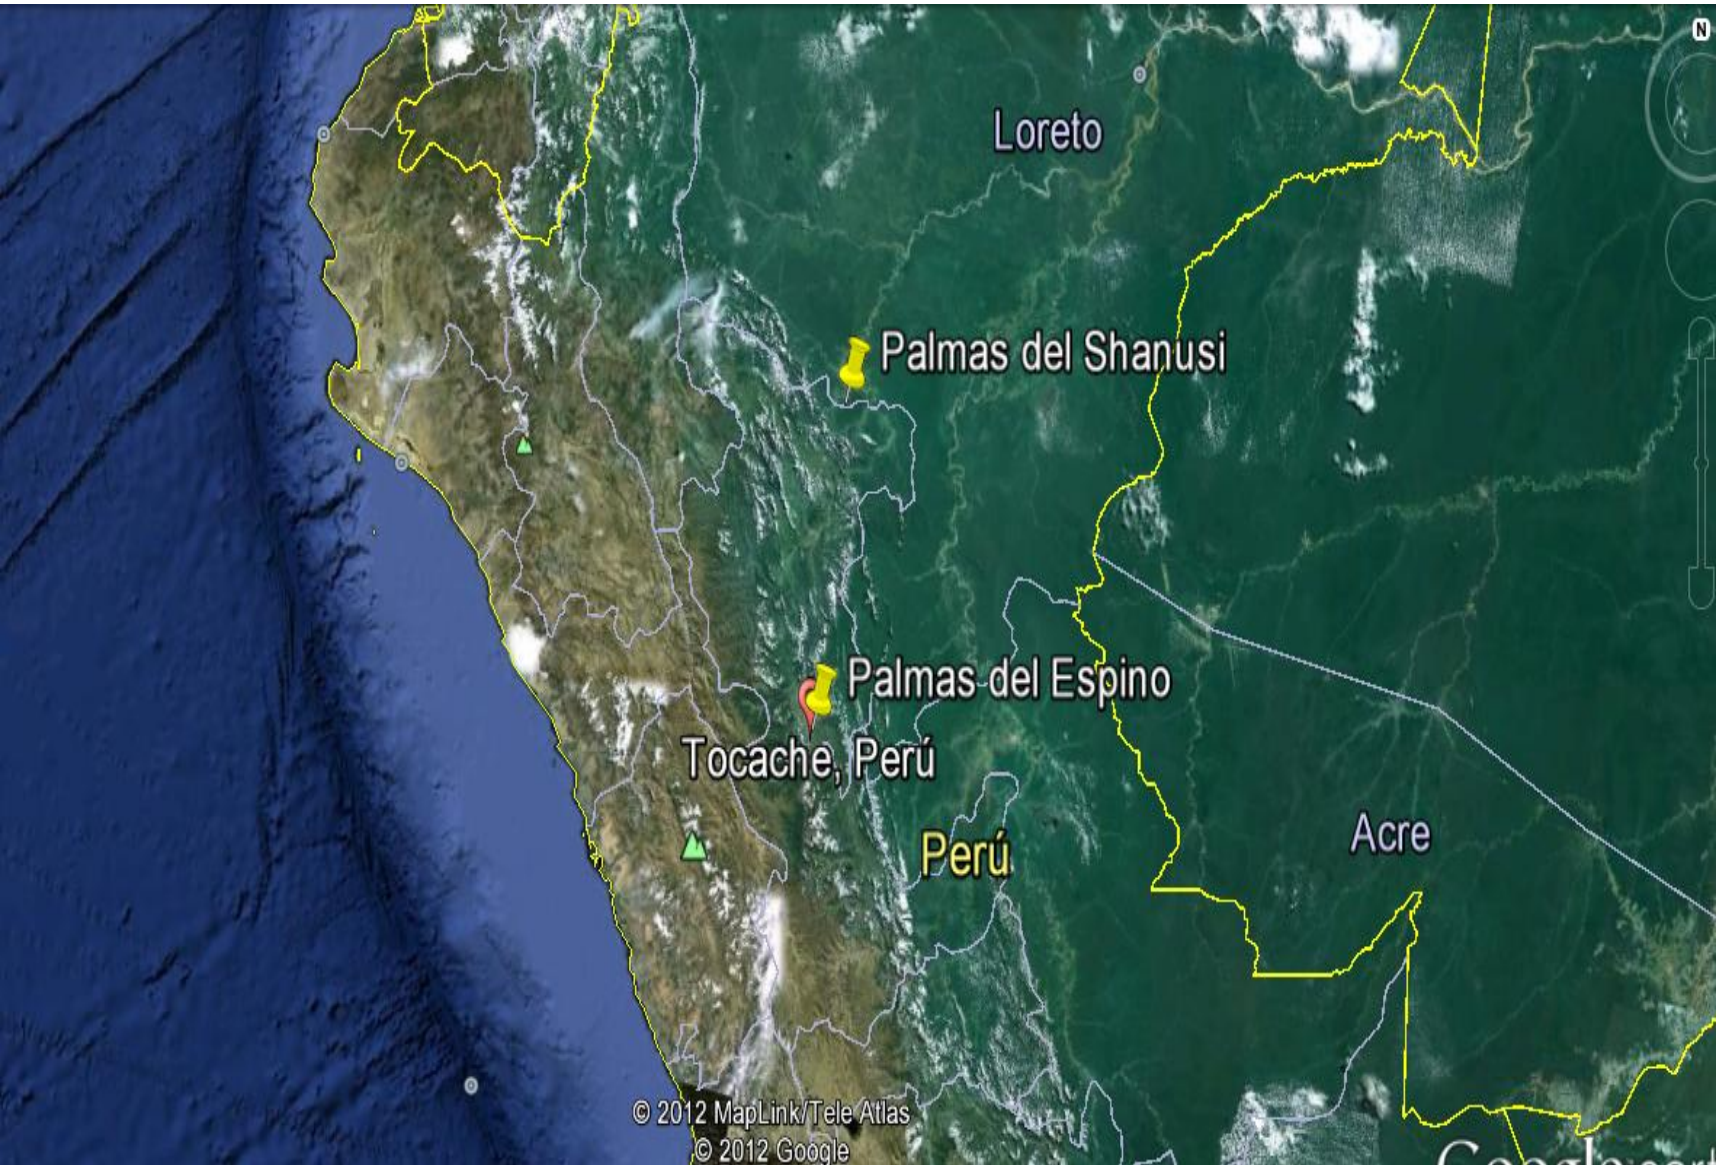 N
Loreto
Palmas del Shanusi
Palmas del Espino
Tocache, Perú
Perú
Acre
© 2012 MapLink/Tele Atlas
© 2012 Google